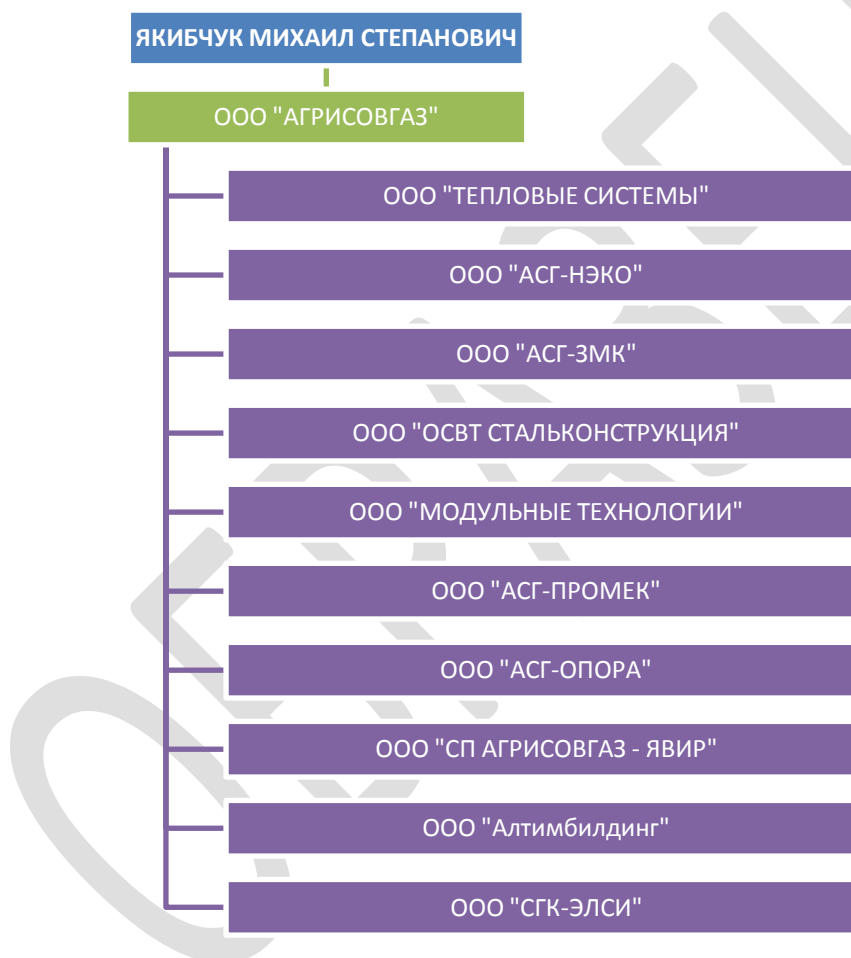 ЯКИБЧУК МИХАИЛ СТЕПАНОВИЧ
ООО "АГРИСОВГАЗ"
ООО "ТЕПЛОВЫЕ СИСТЕМЫ"
ООО "АСГ-НЭКО"
ООО "АСГ-ЗМК"
ООО "ОСВТ СТАЛЬКОНСТРУКЦИЯ"
ООО "МОДУЛЬНЫЕ ТЕХНОЛОГИИ"
ООО "АСГ-ПРОМЕК"
ООО "АСГ-ОПОРА"
ООО "СП АГРИСОВГАЗ - ЯВИР"
ООО "Алтимбилдинг"
ООО "СГК-ЭЛСИ"